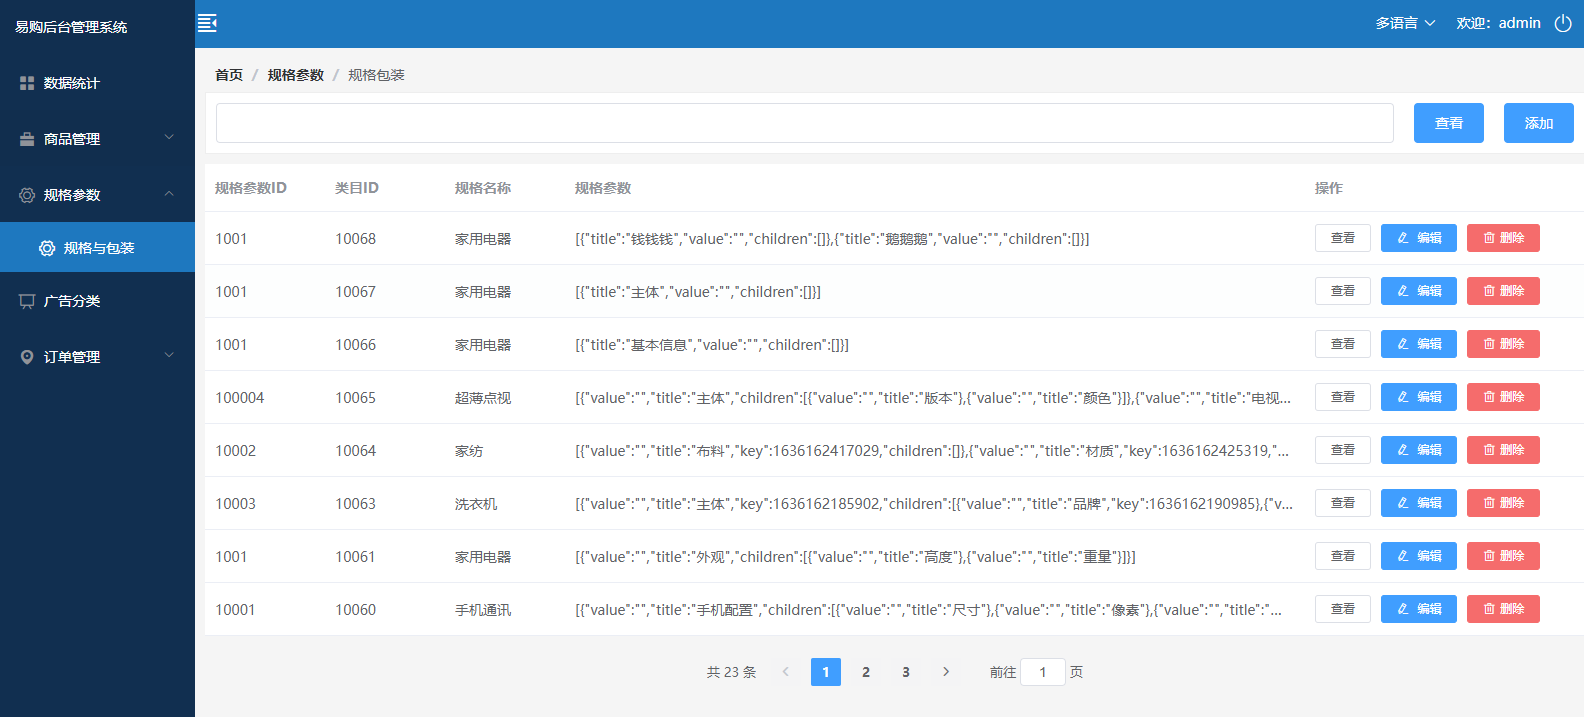 易购后台管理系统
多语言 欢迎：admin
数据统计
商品管理
规格参数
规格与包装
广告分类
订单管理
首页 / 规格参数 / 规格包装
查看 添加
规格参数ID 类目ID 规格名称 规格参数 操作
1001 10068 家用电器 [{"title":"钱钱钱","value":"","children":[]},{"title":"鹅鹅鹅","value":"","children":[]}] 查看 编辑 删除
1001 10067 家用电器 [{"title":"主体","value":"","children":[]}] 查看 编辑 删除
1001 10066 家用电器 [{"title":"基本信息","value":"","children":[]}] 查看 编辑 删除
100004 10065 超薄点视 [{"value":"","title":"主体","children":[{"value":"","title":"版本"},{"value":"","title":"颜色"}]},{"value":"","title":"电视... 查看 编辑 删除
10002 10064 家纺 [{"value":"","title":"布料","key":1636162417029,"children":[]},{"value":"","title":"材质","key":1636162425319,"... 查看 编辑 删除
10003 10063 洗衣机 [{"value":"","title":"主体","key":1636162185902,"children":[{"value":"","title":"品牌","key":1636162190985},{"v... 查看 编辑 删除
1001 10061 家用电器 [{"value":"","title":"外观","children":[{"value":"","title":"高度"},{"value":"","title":"重量"}]}] 查看 编辑 删除
10001 10060 手机通讯 [{"value":"","title":"手机配置","children":[{"value":"","title":"尺寸"},{"value":"","title":"像素"},{"value":"","title":"... 查看 编辑 删除
共 23 条 1 2 3 前往 1 页